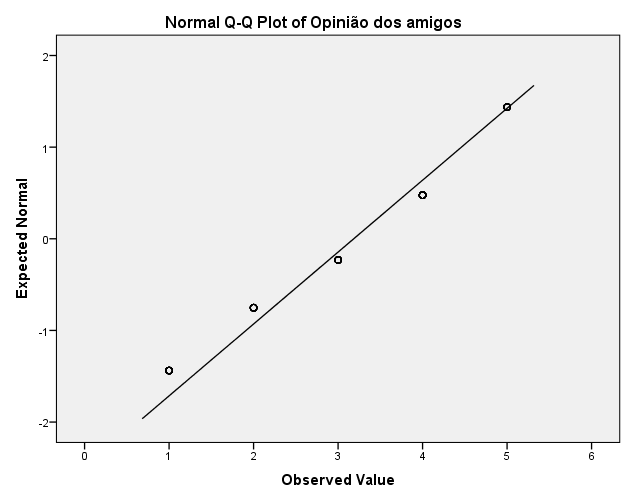 Normal Q-Q Plot of Opinião dos amigos
2
1
0
-1
-2
Expected Normal
0 1 2 3 4 5 6
Observed Value